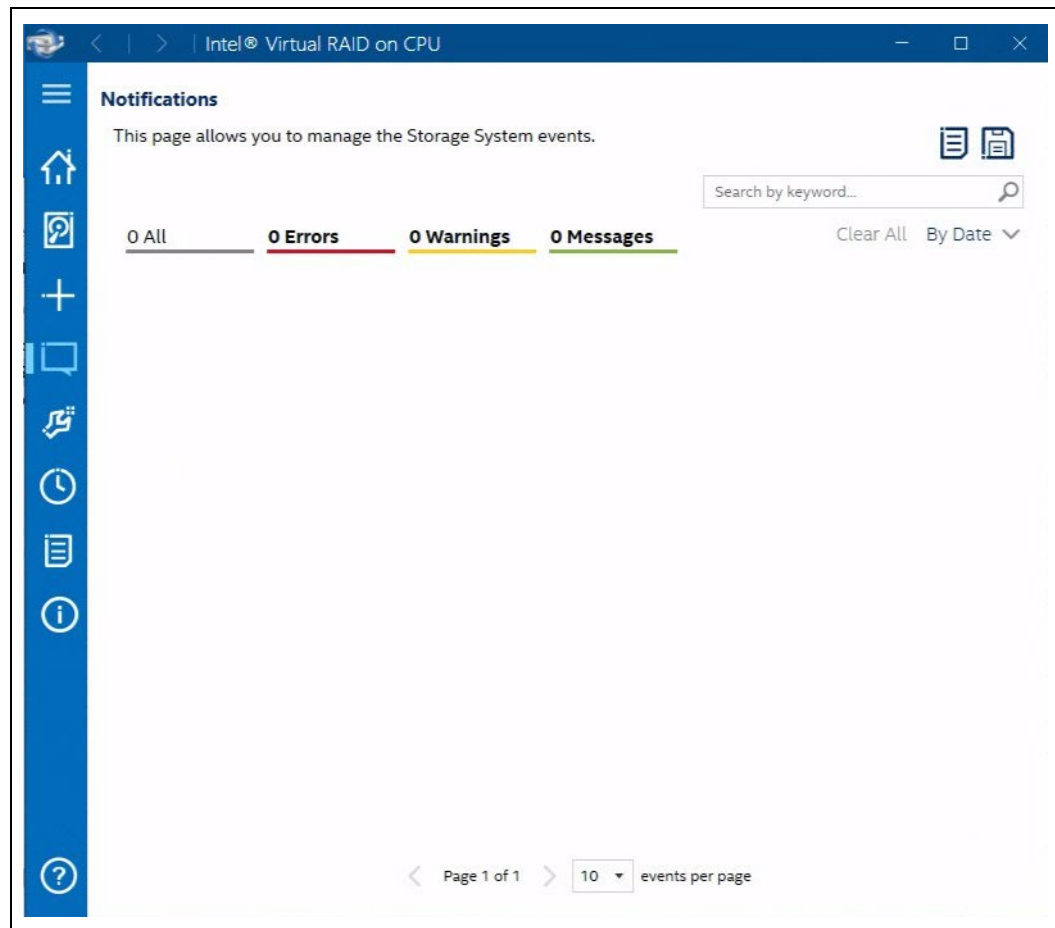 Intel® Virtual RAID on CPU
Notifications
This page allows you to manage the Storage System events.
Search by keyword...
0 All 0 Errors 0 Warnings 0 Messages Clear All By Date
Page 1 of 1 10 events per page